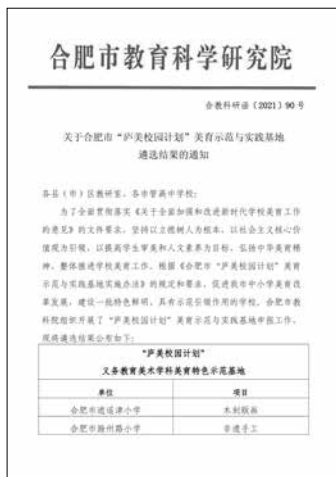 合肥市教育科学研究院
合教科研函〔2021〕90 号
关于合肥市“庐美校园计划”美育示范与实践基地
遴选结果的通知
各县（市）区教研室、各市管高中学校：
为了全面贯彻落实《关于全面加强和改进新时代学校美育工作
的意见》的文件要求，坚持以立德树人为根本，以社会主义核心价
值观为引领，以提高学生审美和人文素养为目标，弘扬中华美育精
神，整体推进学校美育工作。根据《合肥市“庐美校园计划”美育
示范与实践基地实施办法》的规定和要求，促进我市中小学美育改
革发展，建设一批特色鲜明、具有示范引领作用的学校，合肥市教
科院组织开展了“庐美校园计划”美育示范与实践基地申报工作，
现将遴选结果公布如下：
“庐美校园计划”
义务教育美术学科美育特色示范基地
单位 项目
合肥市逍遥津小学 木刻版画
合肥市滁州路小学 非遗手工